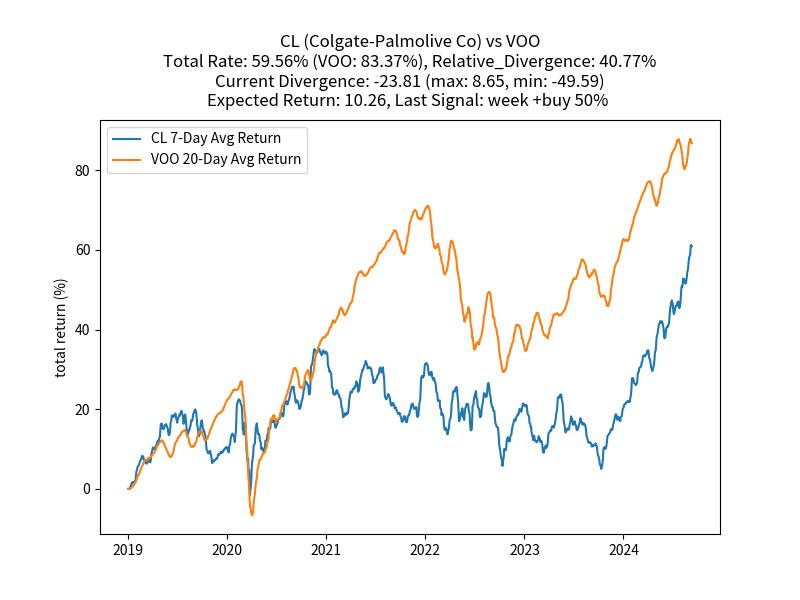 CL (Colgate-Palmolive Co) vs VOO
Total Rate: 59.56% (VOO: 83.37%), Relative_Divergence: 40.77%
Current Divergence: -23.81 (max: 8.65, min: -49.59)
Expected Return: 10.26, Last Signal: week +buy 50%
CL 7-Day Avg Return
VOO 20-Day Avg Return
total return (%)
80
60
40
20
0
2019 2020 2021 2022 2023 2024